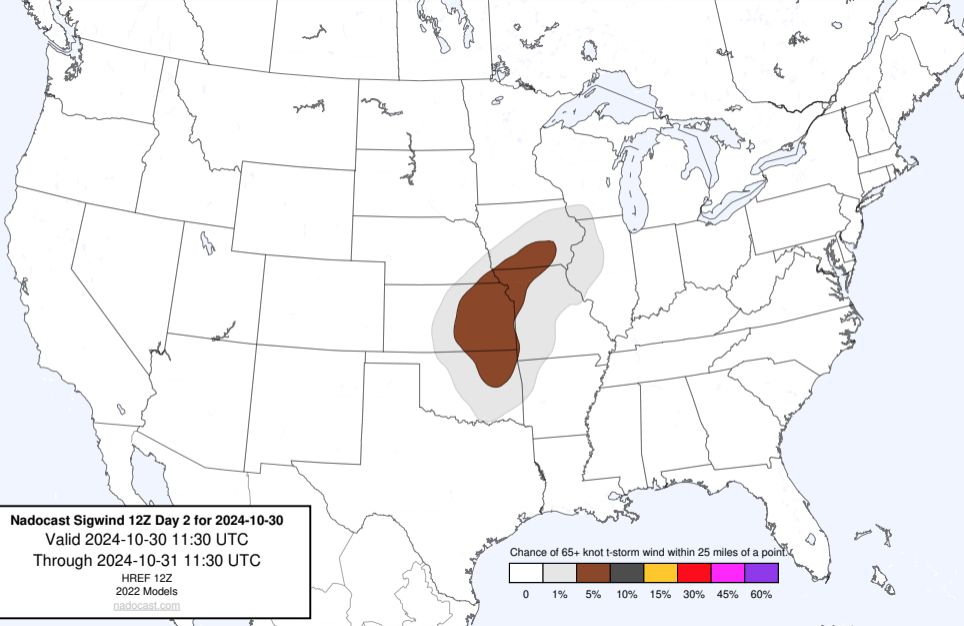 Nadocast Sigwind 12Z Day 2 for 2024-10-30
Valid 2024-10-30 11:30 UTC
Through 2024-10-31 11:30 UTC
HREF 12Z
2022 Models
nadocast.com
Chance of 65+ knot t-storm wind within 25 miles of a point.
0 1% 5% 10% 15% 30% 45% 60%